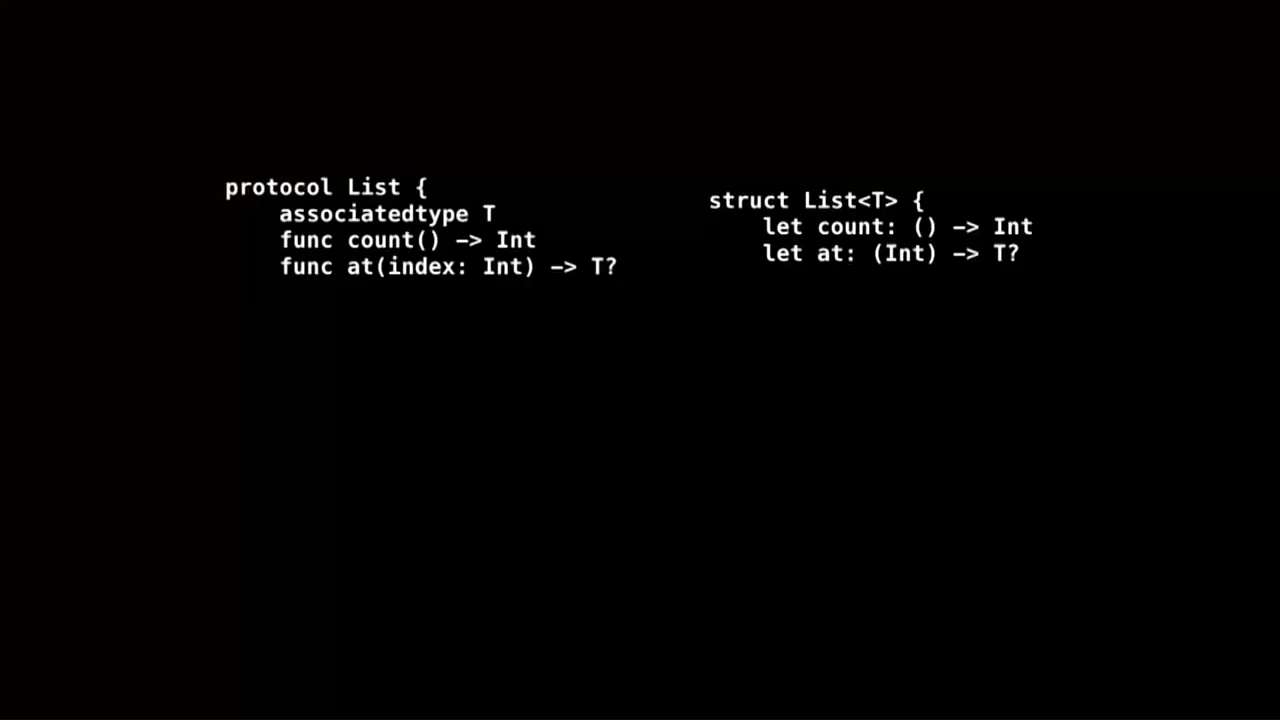 protocol List {
    associatedtype T
    func count() -> Int
    func at(index: Int) -> T?
struct List<T> {
    let count: () -> Int
    let at: (Int) -> T?